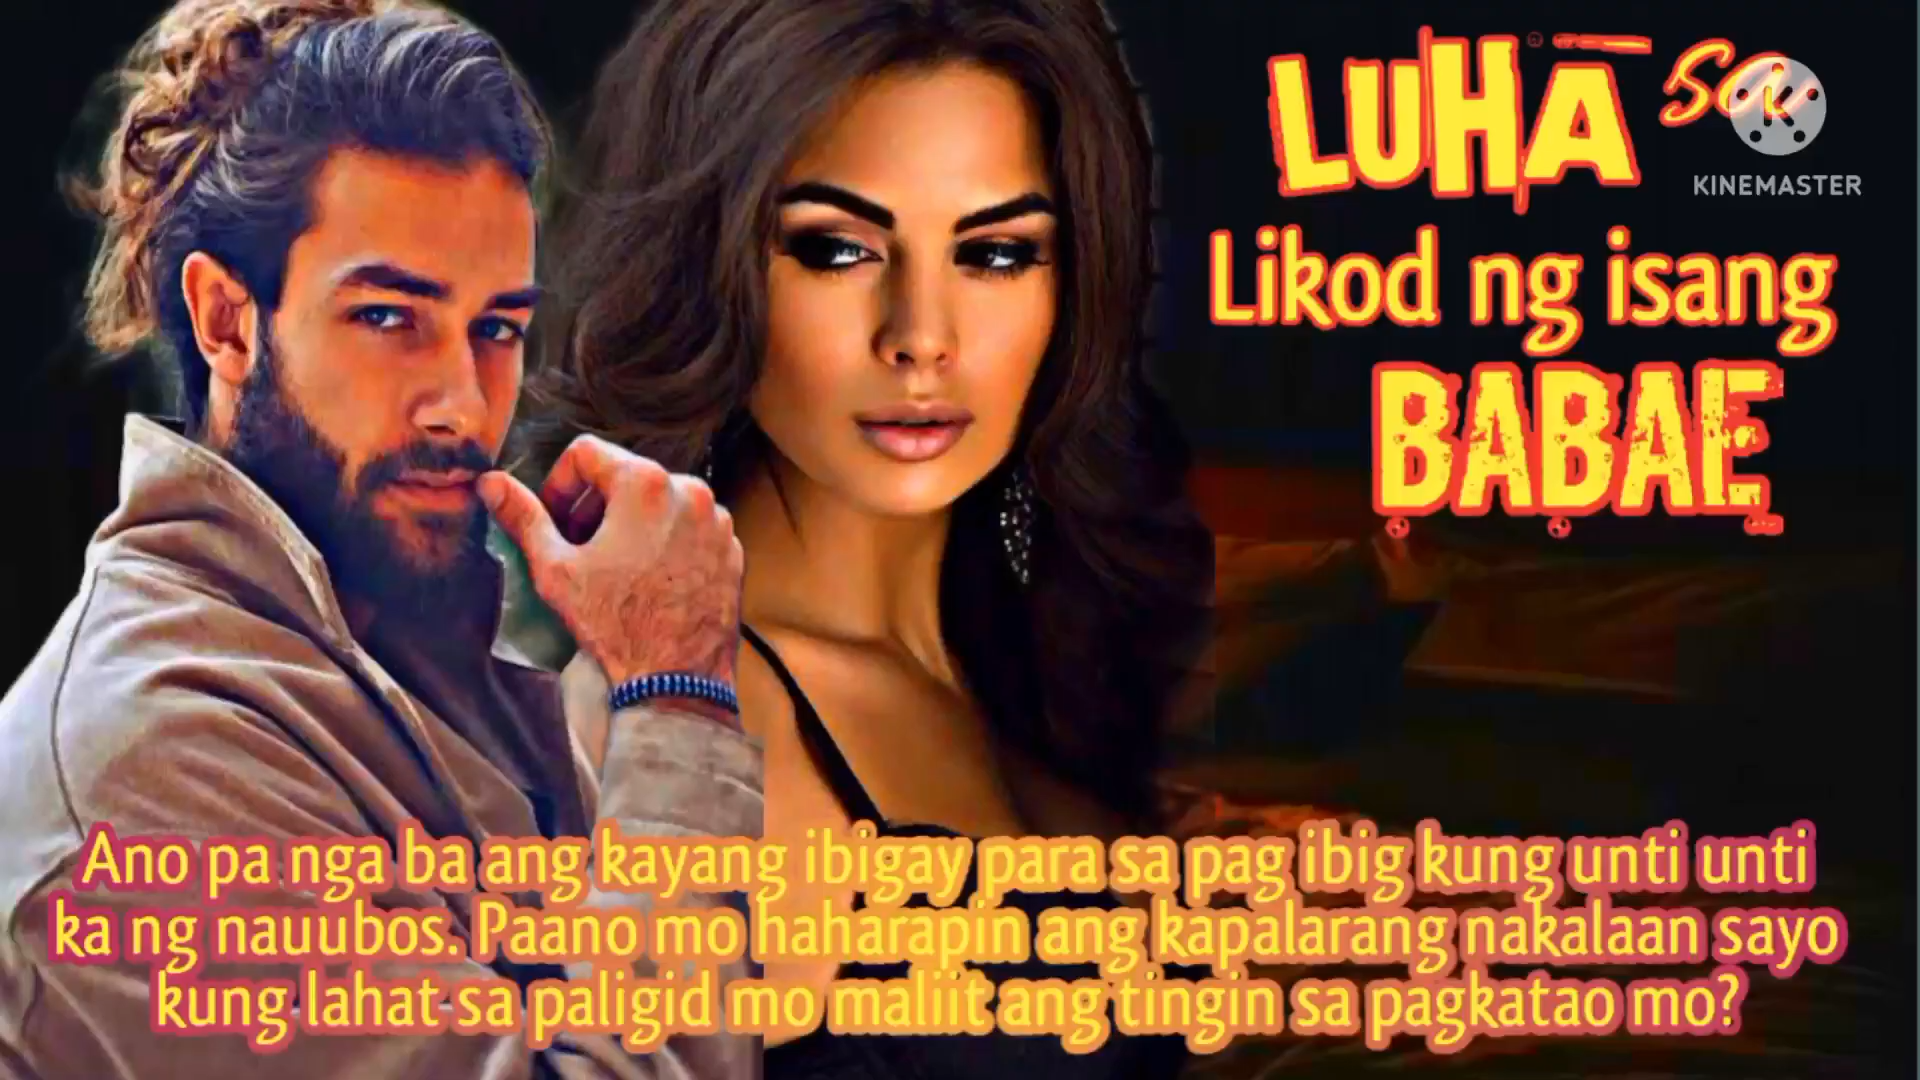 LUHA sa
KINEMASTER
Likod ng isang
BABAE
Ano pa nga ba ang kayang ibigay para sa pag ibig kung unti unti
ka ng nauubos. Paano mo haharapin ang kapalarang nakalaan sayo
kung lahat sa paligid mo maliit ang tingin sa pagkatao mo?